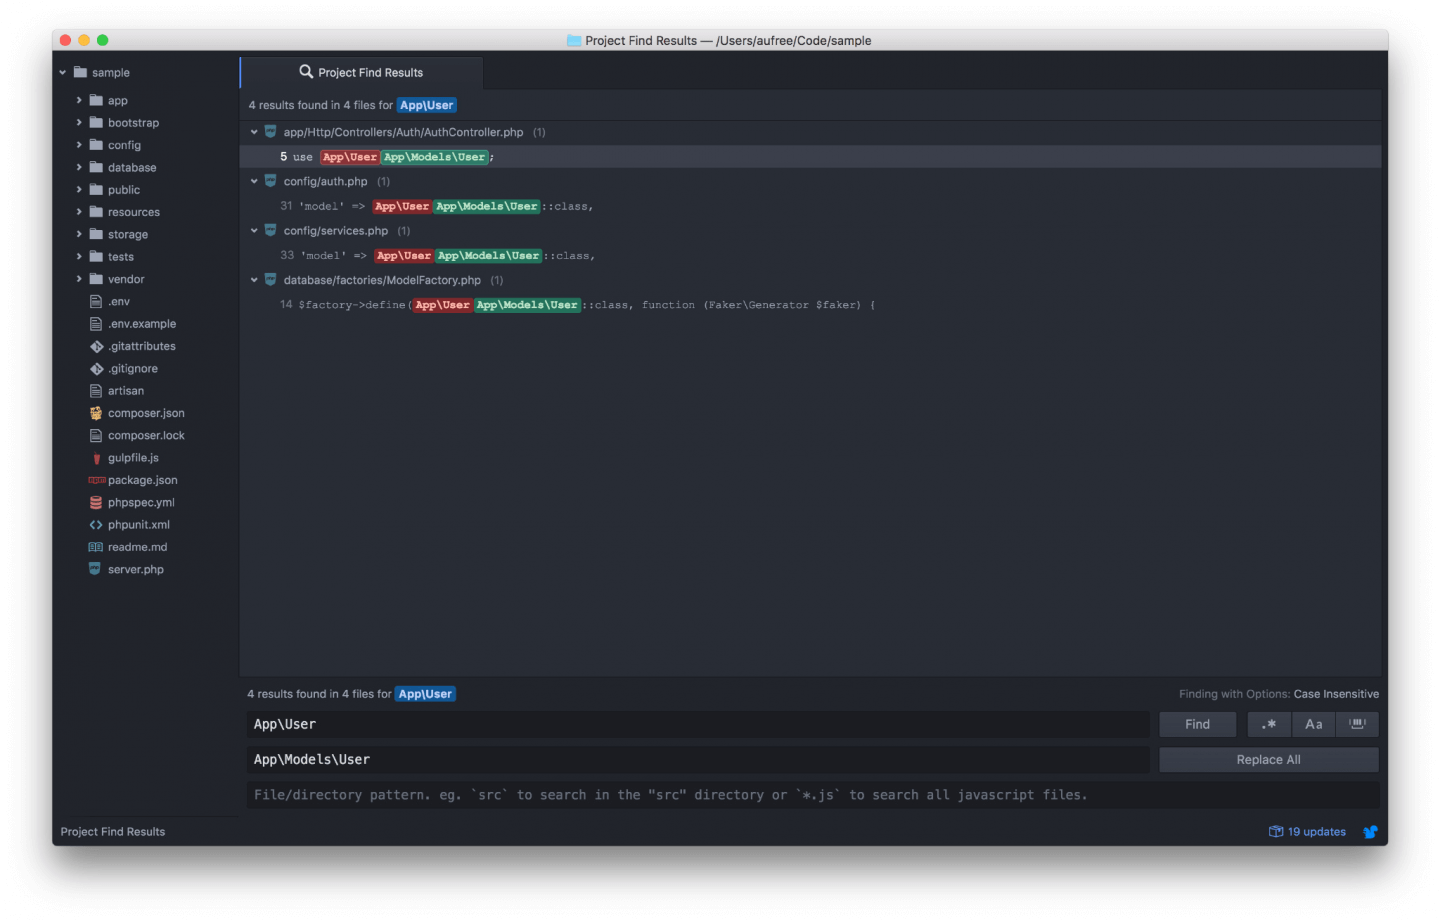 Project Find Results — /Users/aufree/Code/sample
sample
app
bootstrap
config
database
public
resources
storage
tests
vendor
.env
.env.example
.gitattributes
.gitignore
artisan
composer.json
composer.lock
gulpfile.js
package.json
phpspec.yml
phpunit.xml
readme.md
server.php
Project Find Results
4 results found in 4 files for App\User
app/Http/Controllers/Auth/AuthController.php (1)
5 use App\User App\Models\User;
config/auth.php (1)
31 'model' => App\User App\Models\User::class,
config/services.php (1)
33 'model' => App\User App\Models\User::class,
database/factories/ModelFactory.php (1)
14 $factory->define(App\User App\Models\User::class, function (Faker\Generator $faker) {
4 results found in 4 files for App\User
Finding with Options: Case Insensitive
App\User
Find
.*
Aa
App\Models\User
Replace All
File/directory pattern. eg. `src` to search in the "src" directory or `*.js` to search all javascript files.
Project Find Results
19 updates